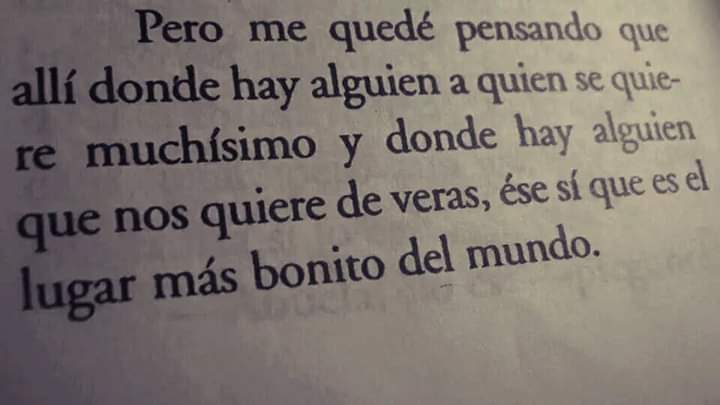 Pero me quedé pensando que
allí donde hay alguien a quien se quie-
re muchísimo y donde hay alguien
que nos quiere de veras, ése sí que es el
lugar más bonito del mundo.